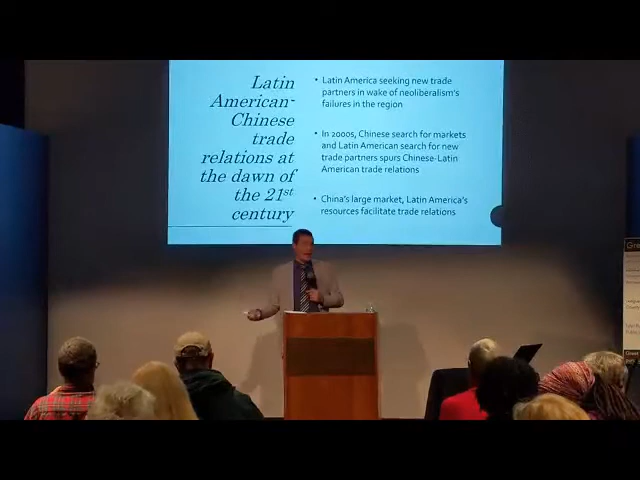 Latin
American-
Chinese
trade
relations at
the dawn of
the 21st
century
• Latin America seeking new trade
partners in wake of neoliberalism's
failures in the region
• In 2000s, Chinese search for markets
and Latin American search for new
trade partners spurs Chinese-Latin
American trade relations
• China's large market, Latin America's
resources facilitate trade relations